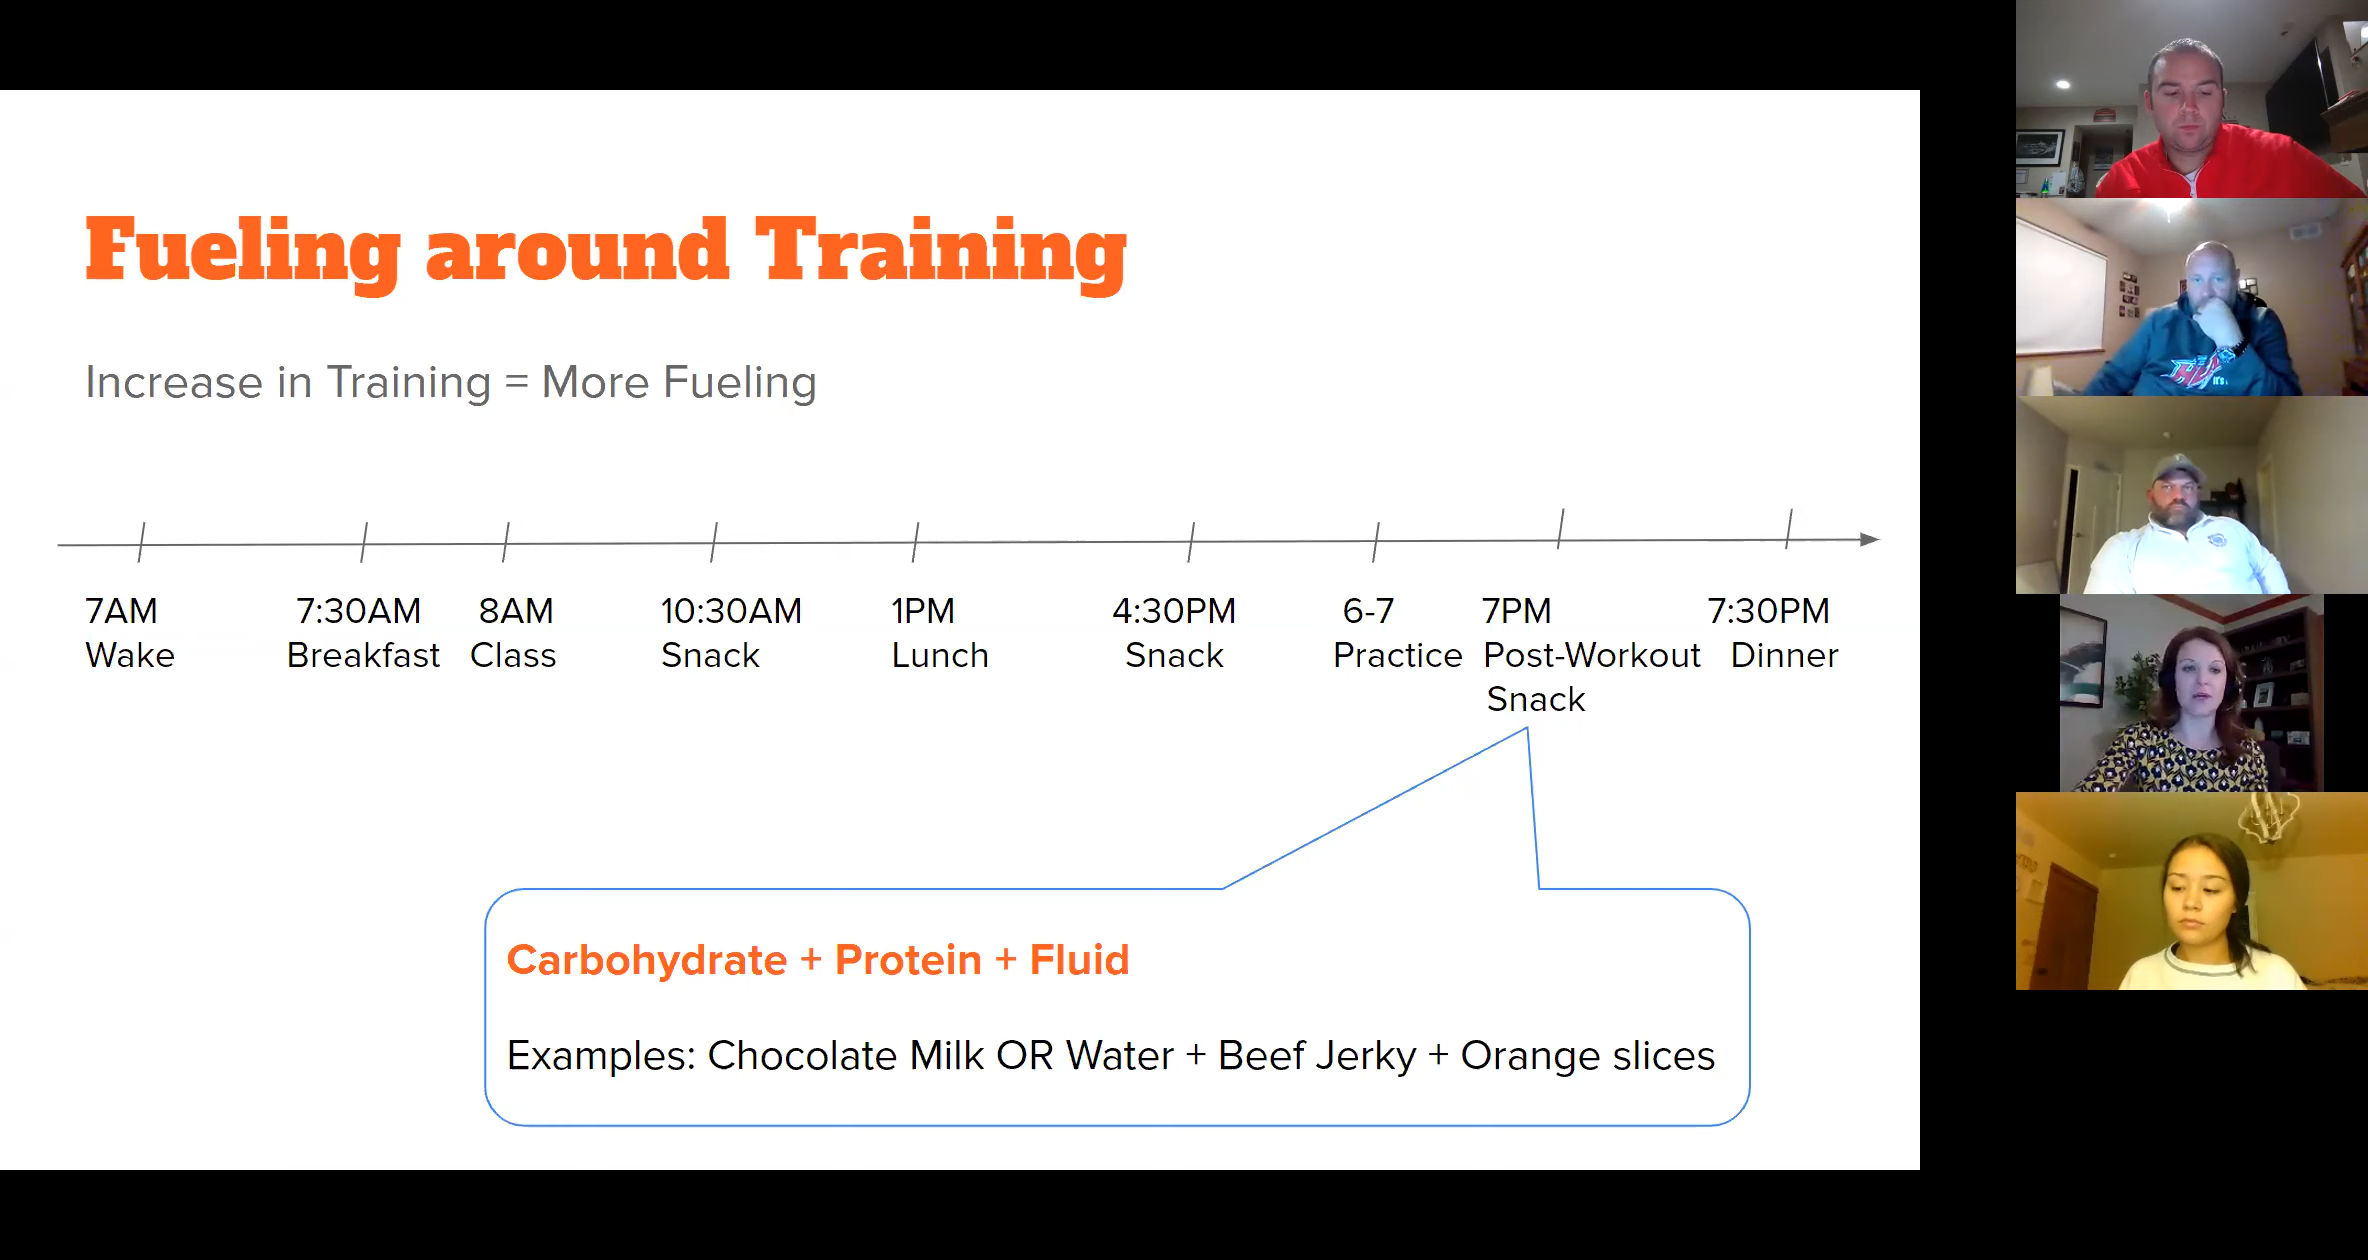 Fueling around Training
Increase in Training = More Fueling
7AM 7:30AM 8AM 10:30AM 1PM 4:30PM 6-7 7PM 7:30PM
Wake Breakfast Class Snack Lunch Snack Practice Post-Workout Dinner
Snack
Carbohydrate + Protein + Fluid
Examples: Chocolate Milk OR Water + Beef Jerky + Orange slices